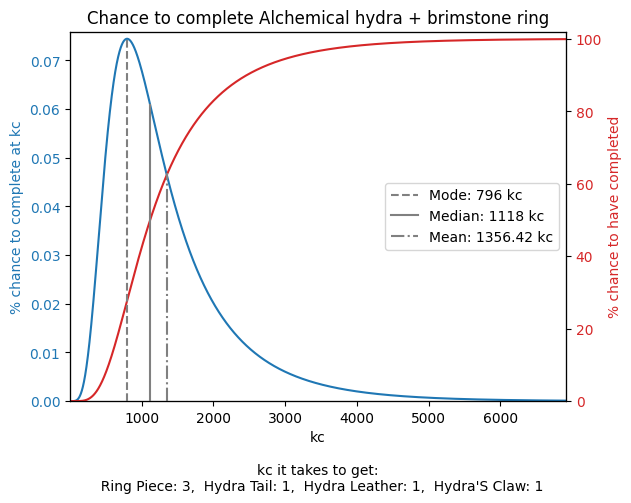 Chance to complete Alchemical hydra + brimstone ring
% chance to complete at kc
0.07
0.06
0.05
0.04
0.03
0.02
0.01
0.00
Mode: 796 kc
Median: 1118 kc
Mean: 1356.42 kc
100
80
60
40
20
0
% chance to have completed
1000 2000 3000 4000 5000 6000
kc
kc it takes to get:
Ring Piece: 3, Hydra Tail: 1, Hydra Leather: 1, Hydra'S Claw: 1